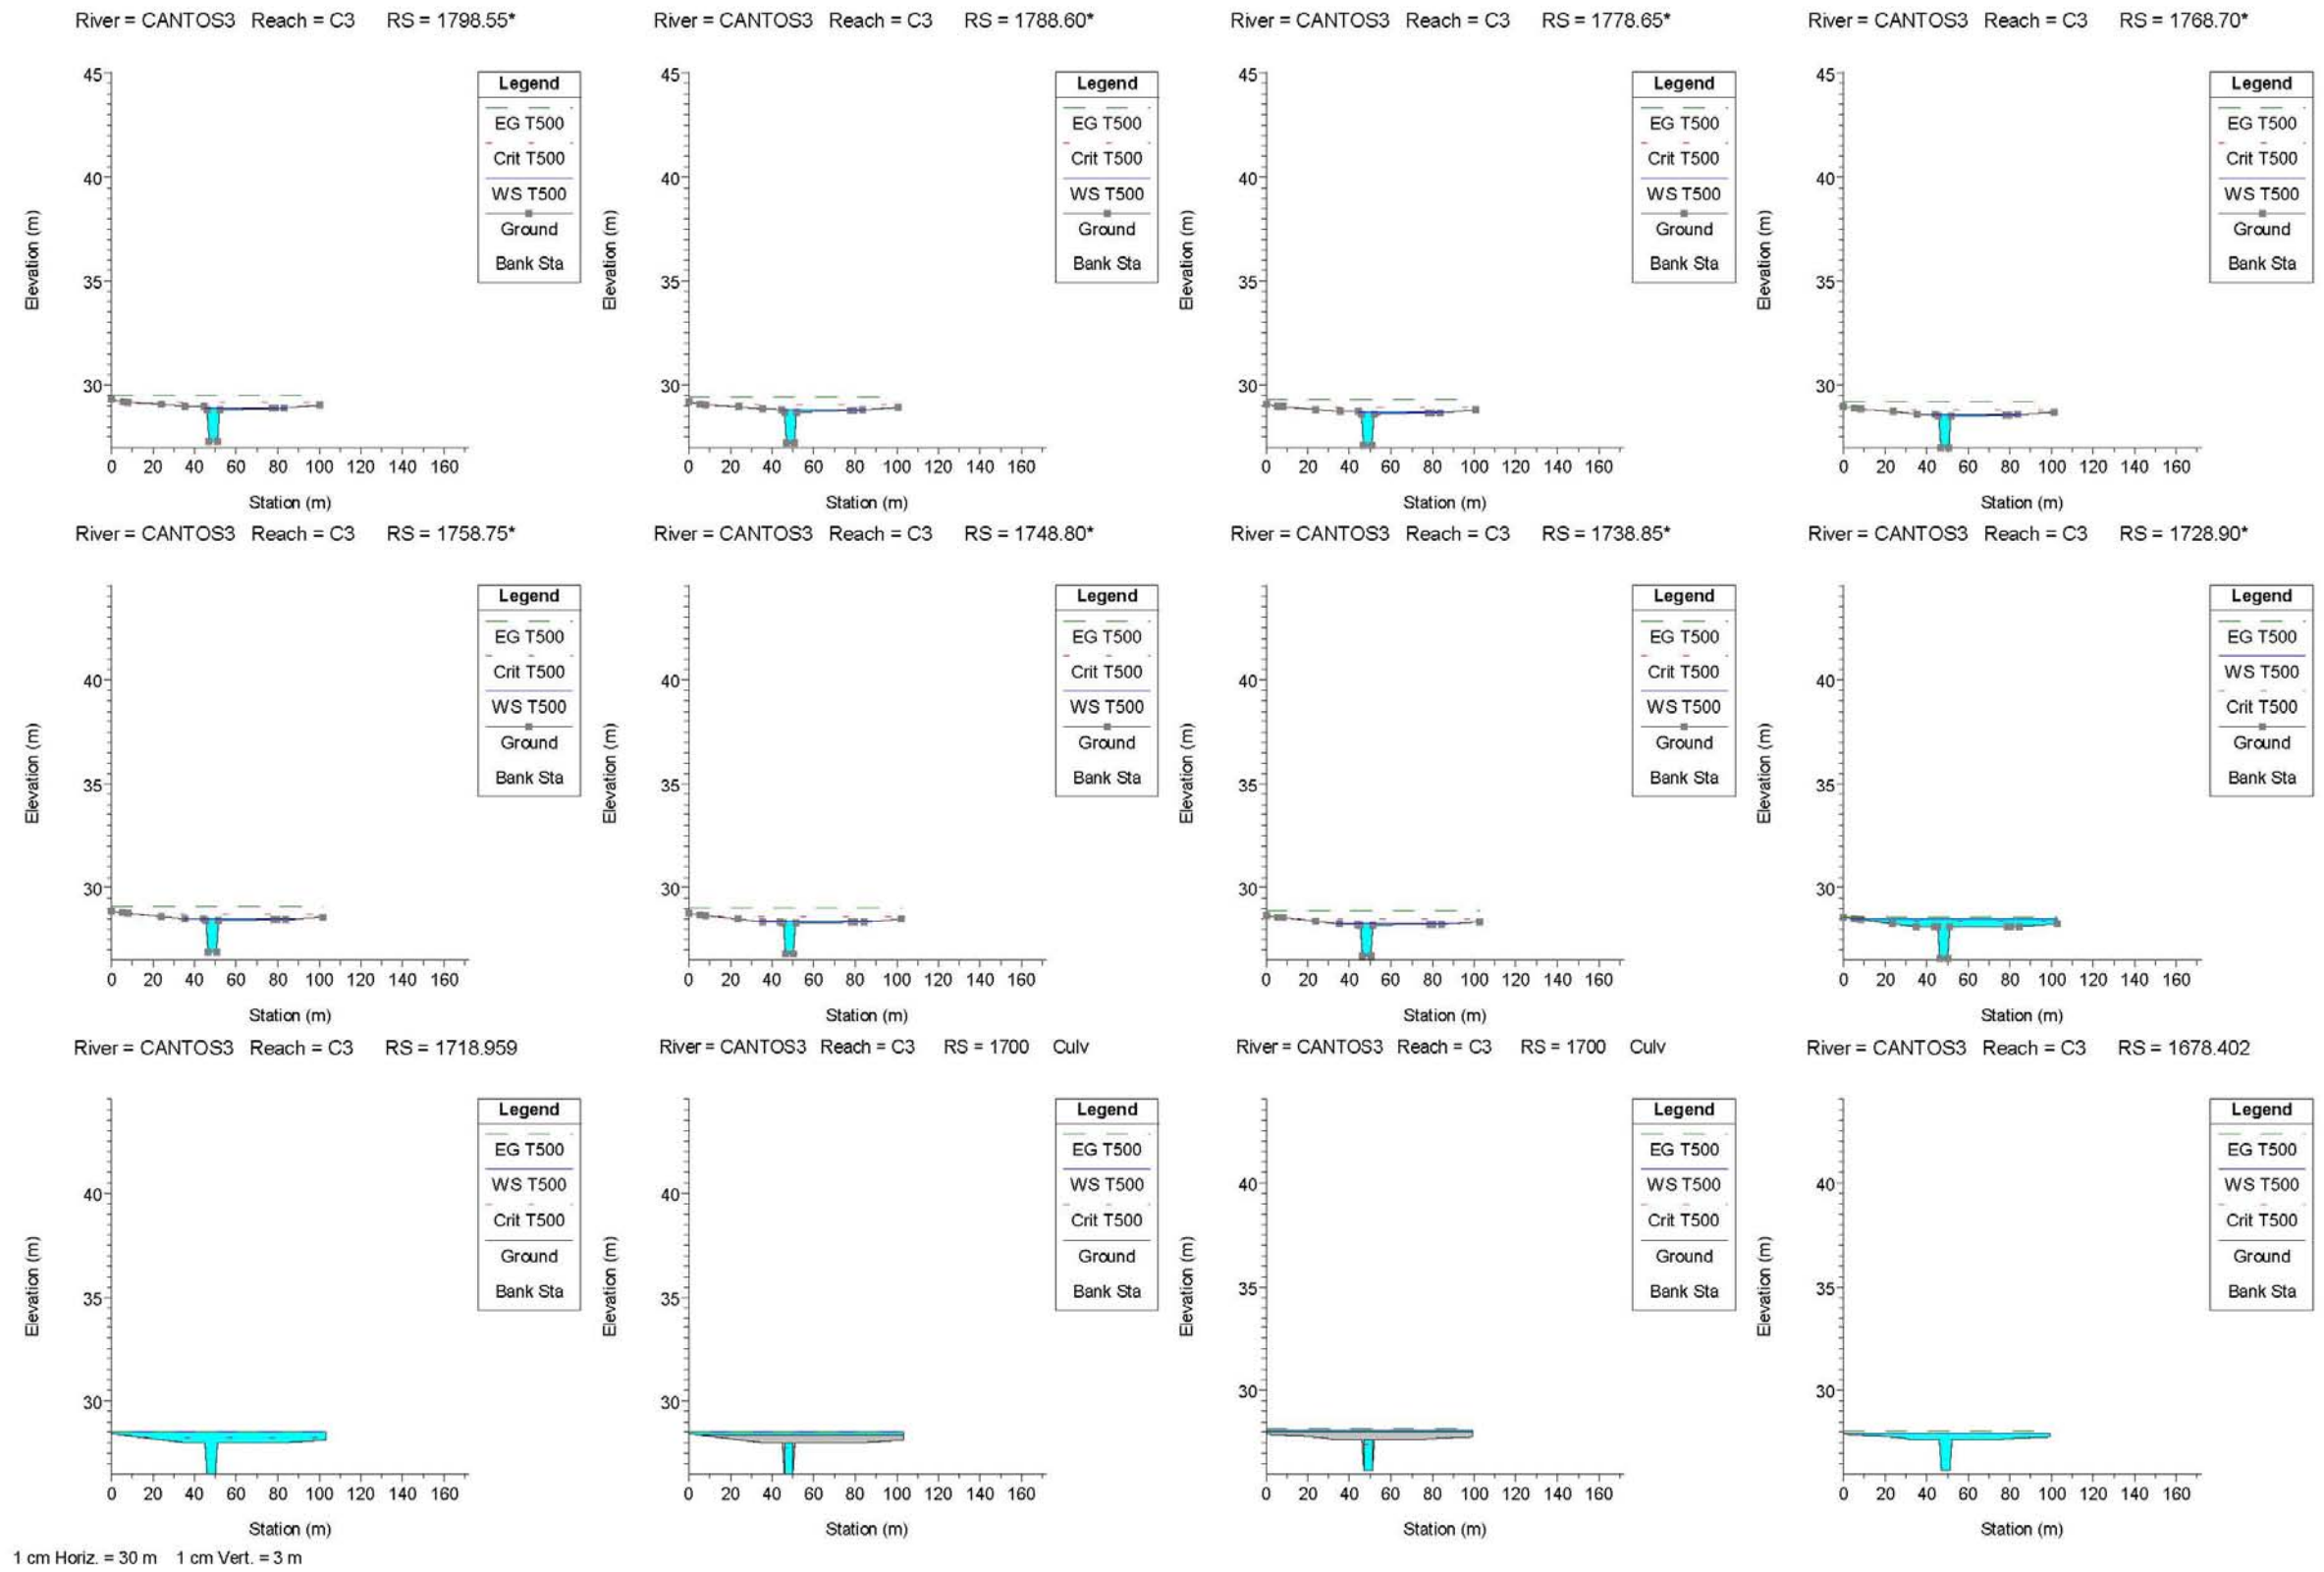 River = CANTOS3 Reach = C3 RS = 1798.55*
45
40
35
30
Elevation (m)
0 20 40 60 80 100 120 140 160
Station (m)
Legend
EG T500
Crit T500
WS T500
Ground
Bank Sta
River = CANTOS3 Reach = C3 RS = 1788.60*
45
40
35
30
Elevation (m)
0 20 40 60 80 100 120 140 160
Station (m)
Legend
EG T500
Crit T500
WS T500
Ground
Bank Sta
River = CANTOS3 Reach = C3 RS = 1778.65*
45
40
35
30
Elevation (m)
0 20 40 60 80 100 120 140 160
Station (m)
Legend
EG T500
Crit T500
WS T500
Ground
Bank Sta
River = CANTOS3 Reach = C3 RS = 1768.70*
45
40
35
30
Elevation (m)
0 20 40 60 80 100 120 140 160
Station (m)
Legend
EG T500
Crit T500
WS T500
Ground
Bank Sta
River = CANTOS3 Reach = C3 RS = 1758.75*
40
35
30
Elevation (m)
0 20 40 60 80 100 120 140 160
Station (m)
Legend
EG T500
Crit T500
WS T500
Ground
Bank Sta
River = CANTOS3 Reach = C3 RS = 1748.80*
40
35
30
Elevation (m)
0 20 40 60 80 100 120 140 160
Station (m)
Legend
EG T500
Crit T500
WS T500
Ground
Bank Sta
River = CANTOS3 Reach = C3 RS = 1738.85*
40
35
30
Elevation (m)
0 20 40 60 80 100 120 140 160
Station (m)
Legend
EG T500
Crit T500
WS T500
Ground
Bank Sta
River = CANTOS3 Reach = C3 RS = 1728.90*
40
35
30
Elevation (m)
0 20 40 60 80 100 120 140 160
Station (m)
Legend
EG T500
WS T500
Crit T500
Ground
Bank Sta
River = CANTOS3 Reach = C3 RS = 1718.959
40
35
30
Elevation (m)
0 20 40 60 80 100 120 140 160
Station (m)
Legend
EG T500
WS T500
Crit T500
Ground
Bank Sta
River = CANTOS3 Reach = C3 RS = 1700 Culv
40
35
30
Elevation (m)
0 20 40 60 80 100 120 140 160
Station (m)
Legend
EG T500
WS T500
Crit T500
Ground
Bank Sta
River = CANTOS3 Reach = C3 RS = 1700 Culv
40
35
30
Elevation (m)
0 20 40 60 80 100 120 140 160
Station (m)
Legend
EG T500
WS T500
Crit T500
Ground
Bank Sta
River = CANTOS3 Reach = C3 RS = 1678.402
40
35
30
Elevation (m)
0 20 40 60 80 100 120 140 160
Station (m)
Legend
EG T500
WS T500
Crit T500
Ground
Bank Sta
1 cm Horiz. = 30 m 1 cm Vert. = 3 m